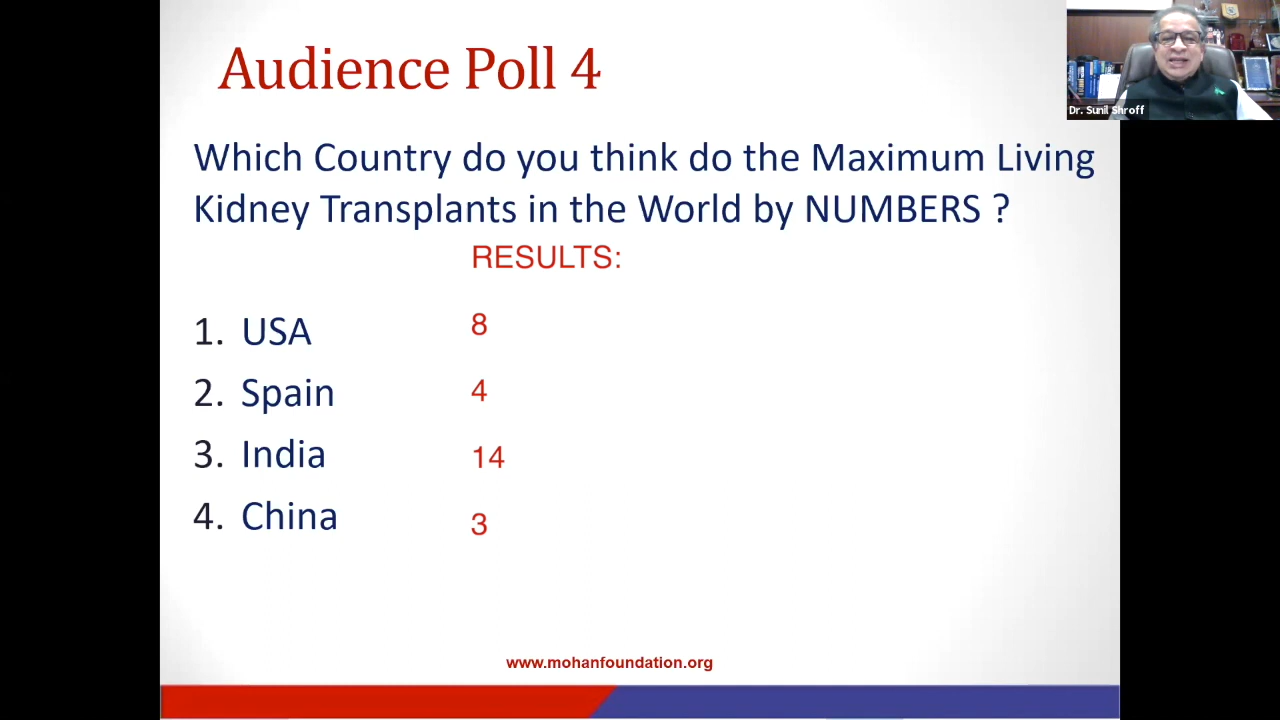 Audience Poll 4
Dr. Sunil Shroff
Which Country do you think do the Maximum Living
Kidney Transplants in the World by NUMBERS ?
RESULTS:
1. USA 8
2. Spain 4
3. India 14
4. China 3
www.mohanfoundation.org